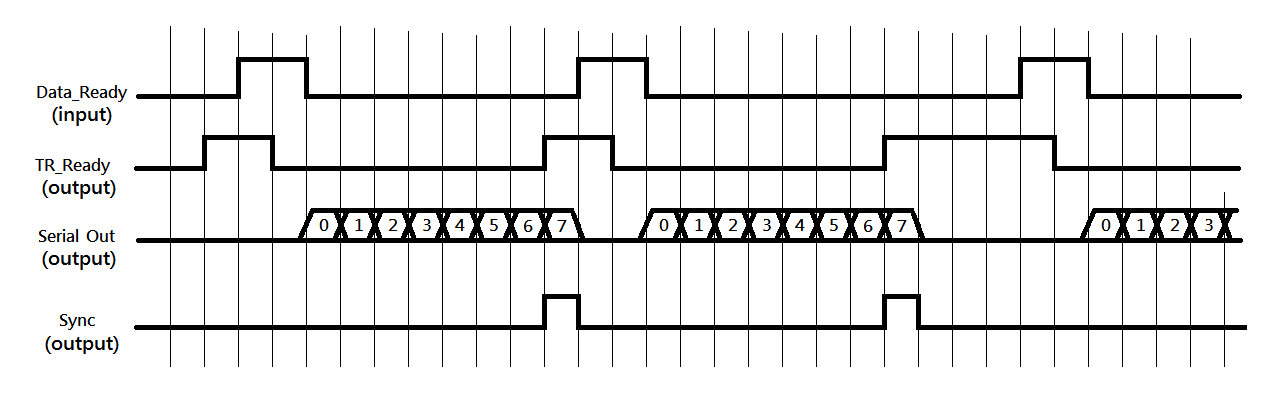 Data_Ready
(input)
TR_Ready
(output)
0 1 2 3 4 5 6 7 0 1 2 3 4 5 6 7 0 1 2 3
Serial Out
(output)
Sync
(output)